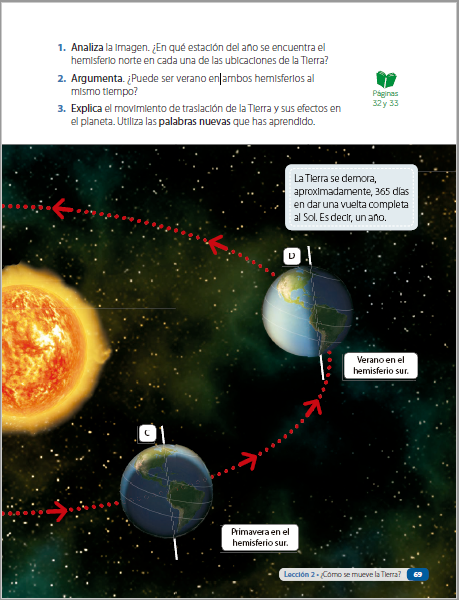 1. Analiza la imagen. ¿En qué estación del año se encuentra el
hemisferio norte en cada una de las ubicaciones de la Tierra?
2. Argumenta. ¿Puede ser verano en ambos hemisferios al
mismo tiempo?
3. Explica el movimiento de traslación de la Tierra y sus efectos en
el planeta. Utiliza las palabras nuevas que has aprendido.
Páginas
32 y 33
La Tierra se demora,
aproximadamente, 365 días
en dar una vuelta completa
al Sol. Es decir, un año.
D
Verano en el
hemisferio sur.
C
Primavera en el
hemisferio sur.
Lección 2 • ¿Cómo se mueve la Tierra? 69